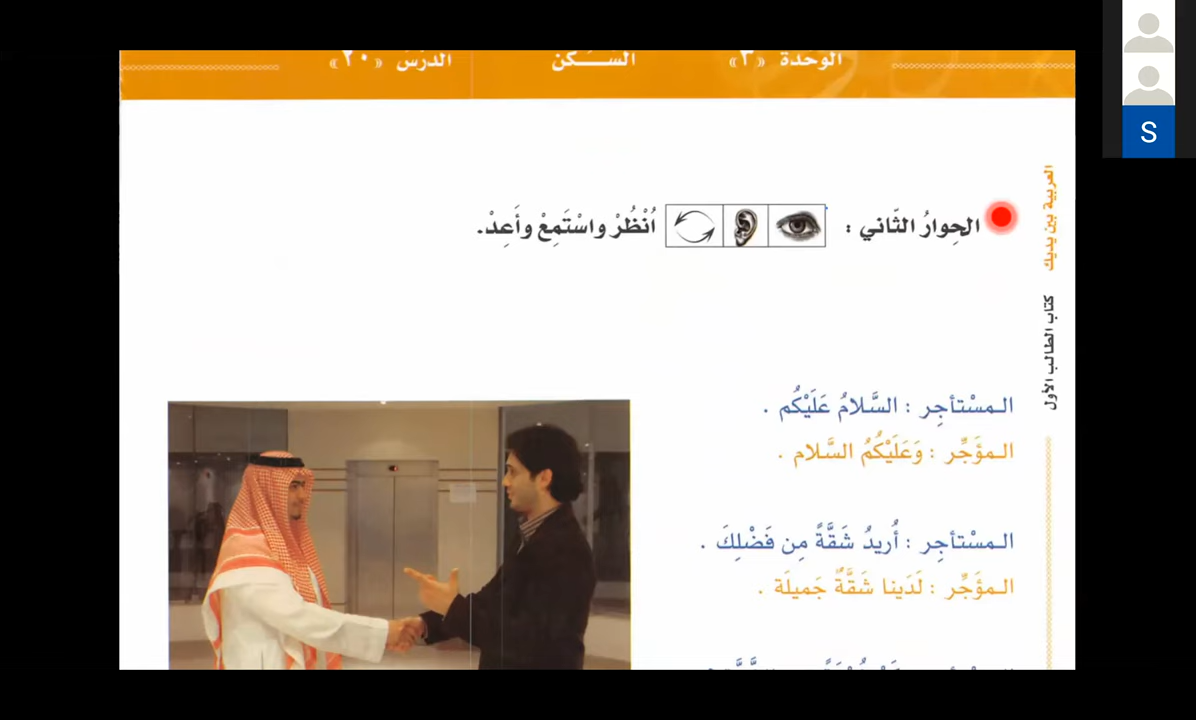 الوحدة «٣»
السكن
الدرس «٢٠»
الحِوارُ الثّاني :
اُنْظُرْ واسْتَمِعْ وأَعِدْ.
العربية بين يديك
كتاب الطالب الأول
المسْتأجِر : السَّلامُ عَلَيْكُم .
المؤَجِّر : وَعَلَيْكُمُ السَّلام .
المسْتأجِر : أُريدُ شَقَّةً مِن فَضْلِكَ .
المؤَجِّر : لَدَينا شَقَّةٌ جَميلَة .
S